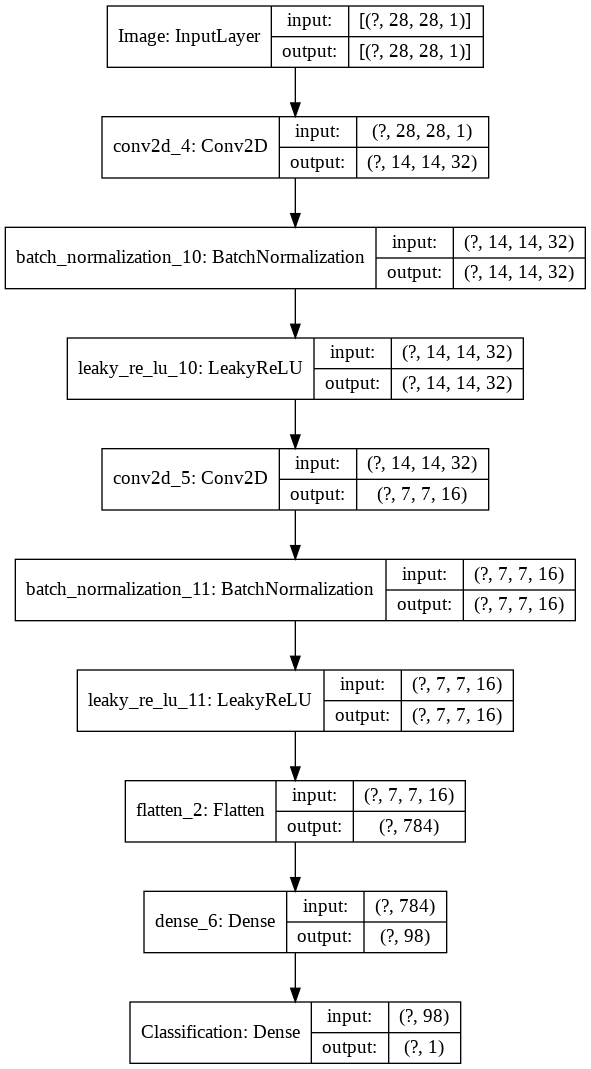 Image: InputLayer
input: [(?, 28, 28, 1)]
output: [(?, 28, 28, 1)]
conv2d_4: Conv2D
input: (?, 28, 28, 1)
output: (?, 14, 14, 32)
batch_normalization_10: BatchNormalization
input: (?, 14, 14, 32)
output: (?, 14, 14, 32)
leaky_re_lu_10: LeakyReLU
input: (?, 14, 14, 32)
output: (?, 14, 14, 32)
conv2d_5: Conv2D
input: (?, 14, 14, 32)
output: (?, 7, 7, 16)
batch_normalization_11: BatchNormalization
input: (?, 7, 7, 16)
output: (?, 7, 7, 16)
leaky_re_lu_11: LeakyReLU
input: (?, 7, 7, 16)
output: (?, 7, 7, 16)
flatten_2: Flatten
input: (?, 7, 7, 16)
output: (?, 784)
dense_6: Dense
input: (?, 784)
output: (?, 98)
Classification: Dense
input: (?, 98)
output: (?, 1)